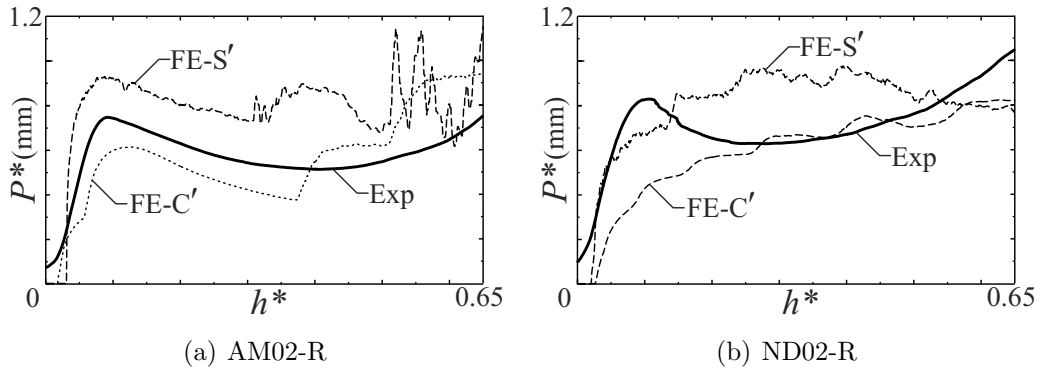 1.2
P*(mm)
FE-S′
FE-C′
Exp
0
h*
0.65
(a) AM02-R
1.2
P*(mm)
FE-S′
Exp
FE-C′
0
h*
0.65
(b) ND02-R